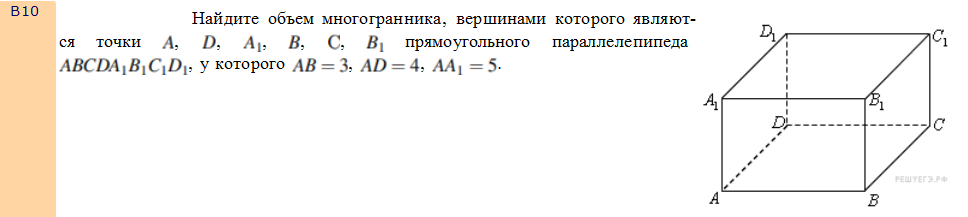 B10
Найдите объем многогранника, вершинами которого являют-
ся точки A, D, A₁, B, C, B₁ прямоугольного параллелепипеда
ABCDA₁B₁C₁D₁, у которого AB = 3, AD = 4, AA₁ = 5.
D₁
C₁
A₁
B₁
D
C
РЕШУЕГЭ.РФ
A
B